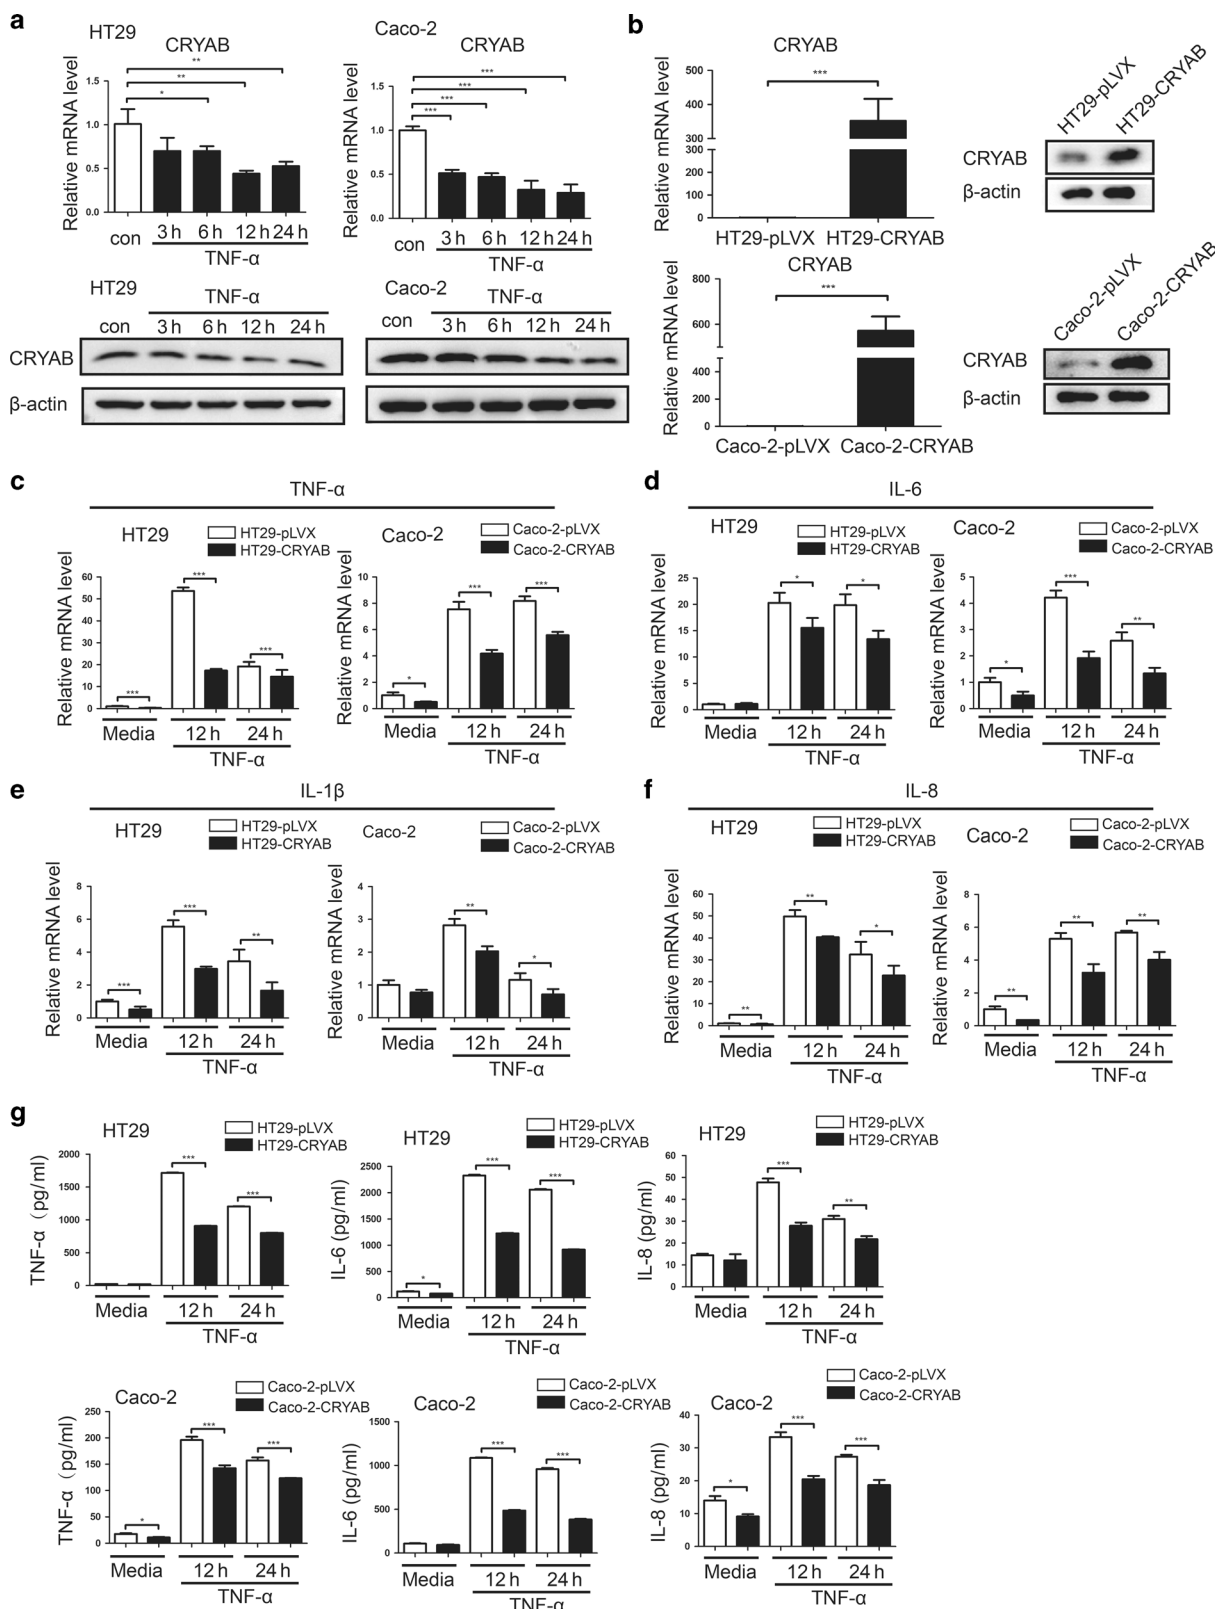 a
HT29
CRYAB
Relative mRNA level
1.5
1.0
0.5
0.0
**
**
*
con
3 h 6 h 12 h 24 h
TNF-α
Caco-2
CRYAB
Relative mRNA level
1.5
1.0
0.5
0.0
***
***
***
***
con
3 h 6 h 12 h 24 h
TNF-α
HT29
TNF-α
con 3 h 6 h 12 h 24 h
Caco-2
TNF-α
con 3 h 6 h 12 h 24 h
CRYAB
β-actin
b
CRYAB
Relative mRNA level
500
400
300
300
200
100
0
***
HT29-pLVX HT29-CRYAB
HT29-pLVX
HT29-CRYAB
CRYAB
β-actin
CRYAB
Relative mRNA level
800
600
400
200
0
***
Caco-2-pLVX Caco-2-CRYAB
Caco-2-pLVX
Caco-2-CRYAB
CRYAB
β-actin
c
TNF-α
HT29
HT29-pLVX
HT29-CRYAB
Relative mRNA level
60
50
30
20
10
0
***
***
***
Media 12 h 24 h
TNF-α
Caco-2
Caco-2-pLVX
Caco-2-CRYAB
Relative mRNA level
10
8
6
4
2
0
*
***
***
Media 12 h 24 h
TNF-α
d
IL-6
HT29
HT29-pLVX
HT29-CRYAB
Relative mRNA level
25
20
15
10
5
0
*
*
Media 12 h 24 h
TNF-α
Caco-2
Caco-2-pLVX
Caco-2-CRYAB
Relative mRNA level
5
4
3
2
1
0
*
***
**
Media 12 h 24 h
TNF-α
e
IL-1β
HT29
HT29-pLVX
HT29-CRYAB
Relative mRNA level
8
6
4
2
0
***
***
**
Media 12 h 24 h
TNF-α
Caco-2
Caco-2-pLVX
Caco-2-CRYAB
Relative mRNA level
4
3
2
1
0
**
*
Media 12 h 24 h
TNF-α
f
IL-8
HT29
HT29-pLVX
HT29-CRYAB
Relative mRNA level
60
50
40
30
20
10
0
**
**
*
Media 12 h 24 h
TNF-α
Caco-2
Caco-2-pLVX
Caco-2-CRYAB
Relative mRNA level
8
6
4
2
0
**
**
**
Media 12 h 24 h
TNF-α
g
HT29
HT29-pLVX
HT29-CRYAB
TNF-α (pg/ml)
2000
1500
1000
500
0
***
***
Media 12 h 24 h
TNF-α
HT29
HT29-pLVX
HT29-CRYAB
IL-6 (pg/ml)
2500
2000
1500
1000
500
0
*
***
***
Media 12 h 24 h
TNF-α
HT29
HT29-pLVX
HT29-CRYAB
IL-8 (pg/ml)
60
50
40
30
20
10
0
***
**
Media 12 h 24 h
TNF-α
Caco-2
Caco-2-pLVX
Caco-2-CRYAB
TNF-α (pg/ml)
250
200
150
100
50
0
*
***
***
Media 12 h 24 h
TNF-α
Caco-2
Caco-2-pLVX
Caco-2-CRYAB
IL-6 (pg/ml)
1500
1000
500
0
***
***
Media 12 h 24 h
TNF-α
Caco-2
Caco-2-pLVX
Caco-2-CRYAB
IL-8 (pg/ml)
40
30
20
10
0
*
***
***
Media 12 h 24 h
TNF-α